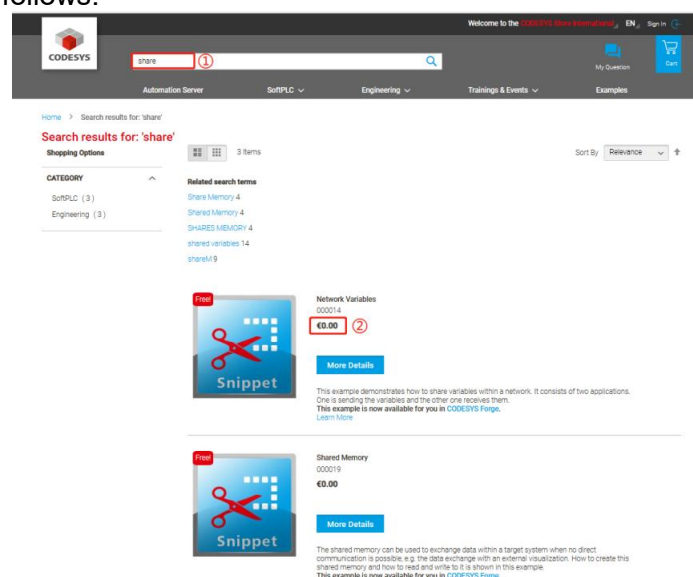 follows:
Welcome to the CODESYS Store International EN Sign In
CODESYS
share ①
My Question
Cart
Automation Server SoftPLC Engineering Trainings & Events Examples
Home > Search results for: 'share'
Search results for: 'share'
Shopping Options
3 Items
Sort By Relevance
CATEGORY
SoftPLC (3)
Engineering (3)
Related search terms
Share Memory 4
Shared Memory 4
SHARES MEMORY 4
shared variables 14
shareM 9
Free!
Snippet
Network Variables
000014
€0.00 ②
More Details
This example demonstrates how to share variables within a network. It consists of two applications.
One is sending the variables and the other one receives them.
This example is now available for you in CODESYS Forge.
Learn More
Free!
Snippet
Shared Memory
000019
€0.00
More Details
The shared memory can be used to exchange data within a target system when no direct
communication is possible, e.g. the data exchange with an external visualization. How to create this
shared memory and how to read and write to it is shown in this example.
This example is now available for you in CODESYS Forge.